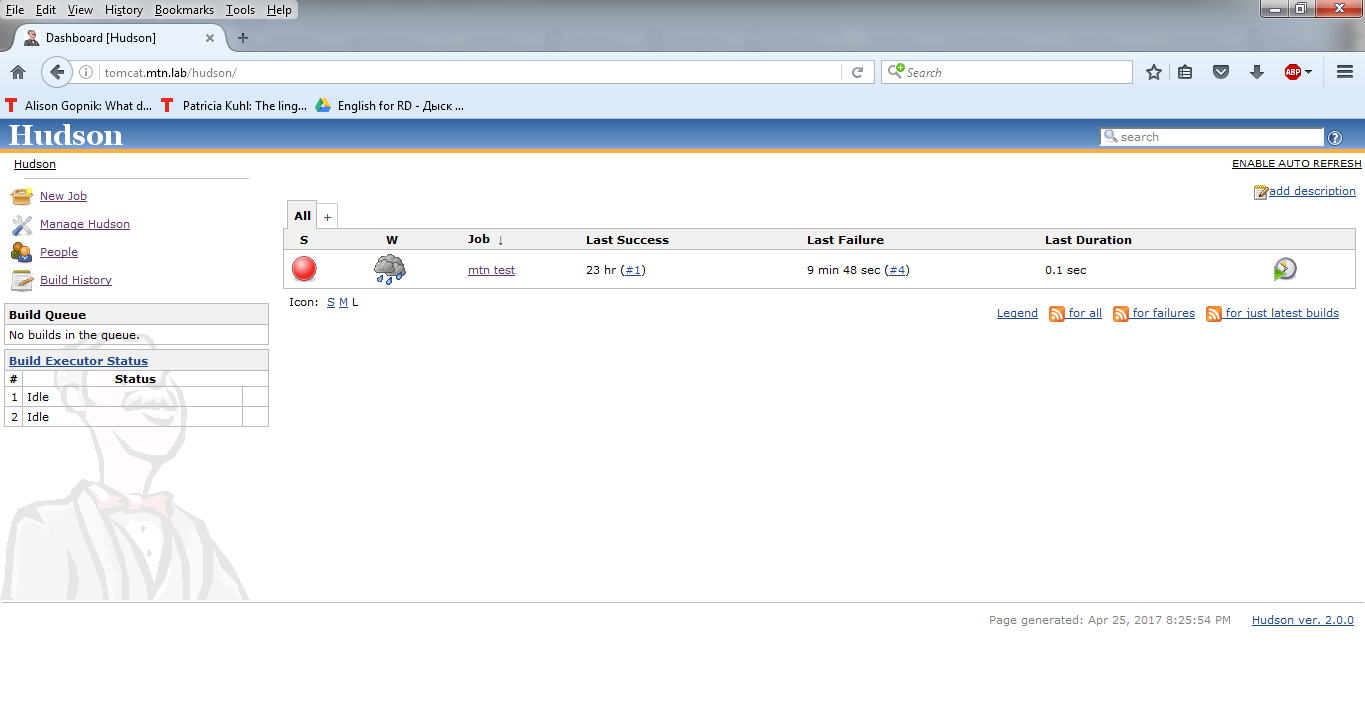 File Edit View History Bookmarks Tools Help
Dashboard [Hudson]
tomcat.mtn.lab/hudson/
Search
ABP
Alison Gopnik: What d... Patricia Kuhl: The ling... English for RD - Дыск ...
Hudson
search
Hudson
ENABLE AUTO REFRESH
New Job
add description
Manage Hudson
People
Build History
All +
S W Job ↓ Last Success Last Failure Last Duration
mtn test 23 hr (#1) 9 min 48 sec (#4) 0.1 sec
Icon: S M L
Legend for all for failures for just latest builds
Build Queue
No builds in the queue.
Build Executor Status
# Status
1 Idle
2 Idle
Page generated: Apr 25, 2017 8:25:54 PM Hudson ver. 2.0.0